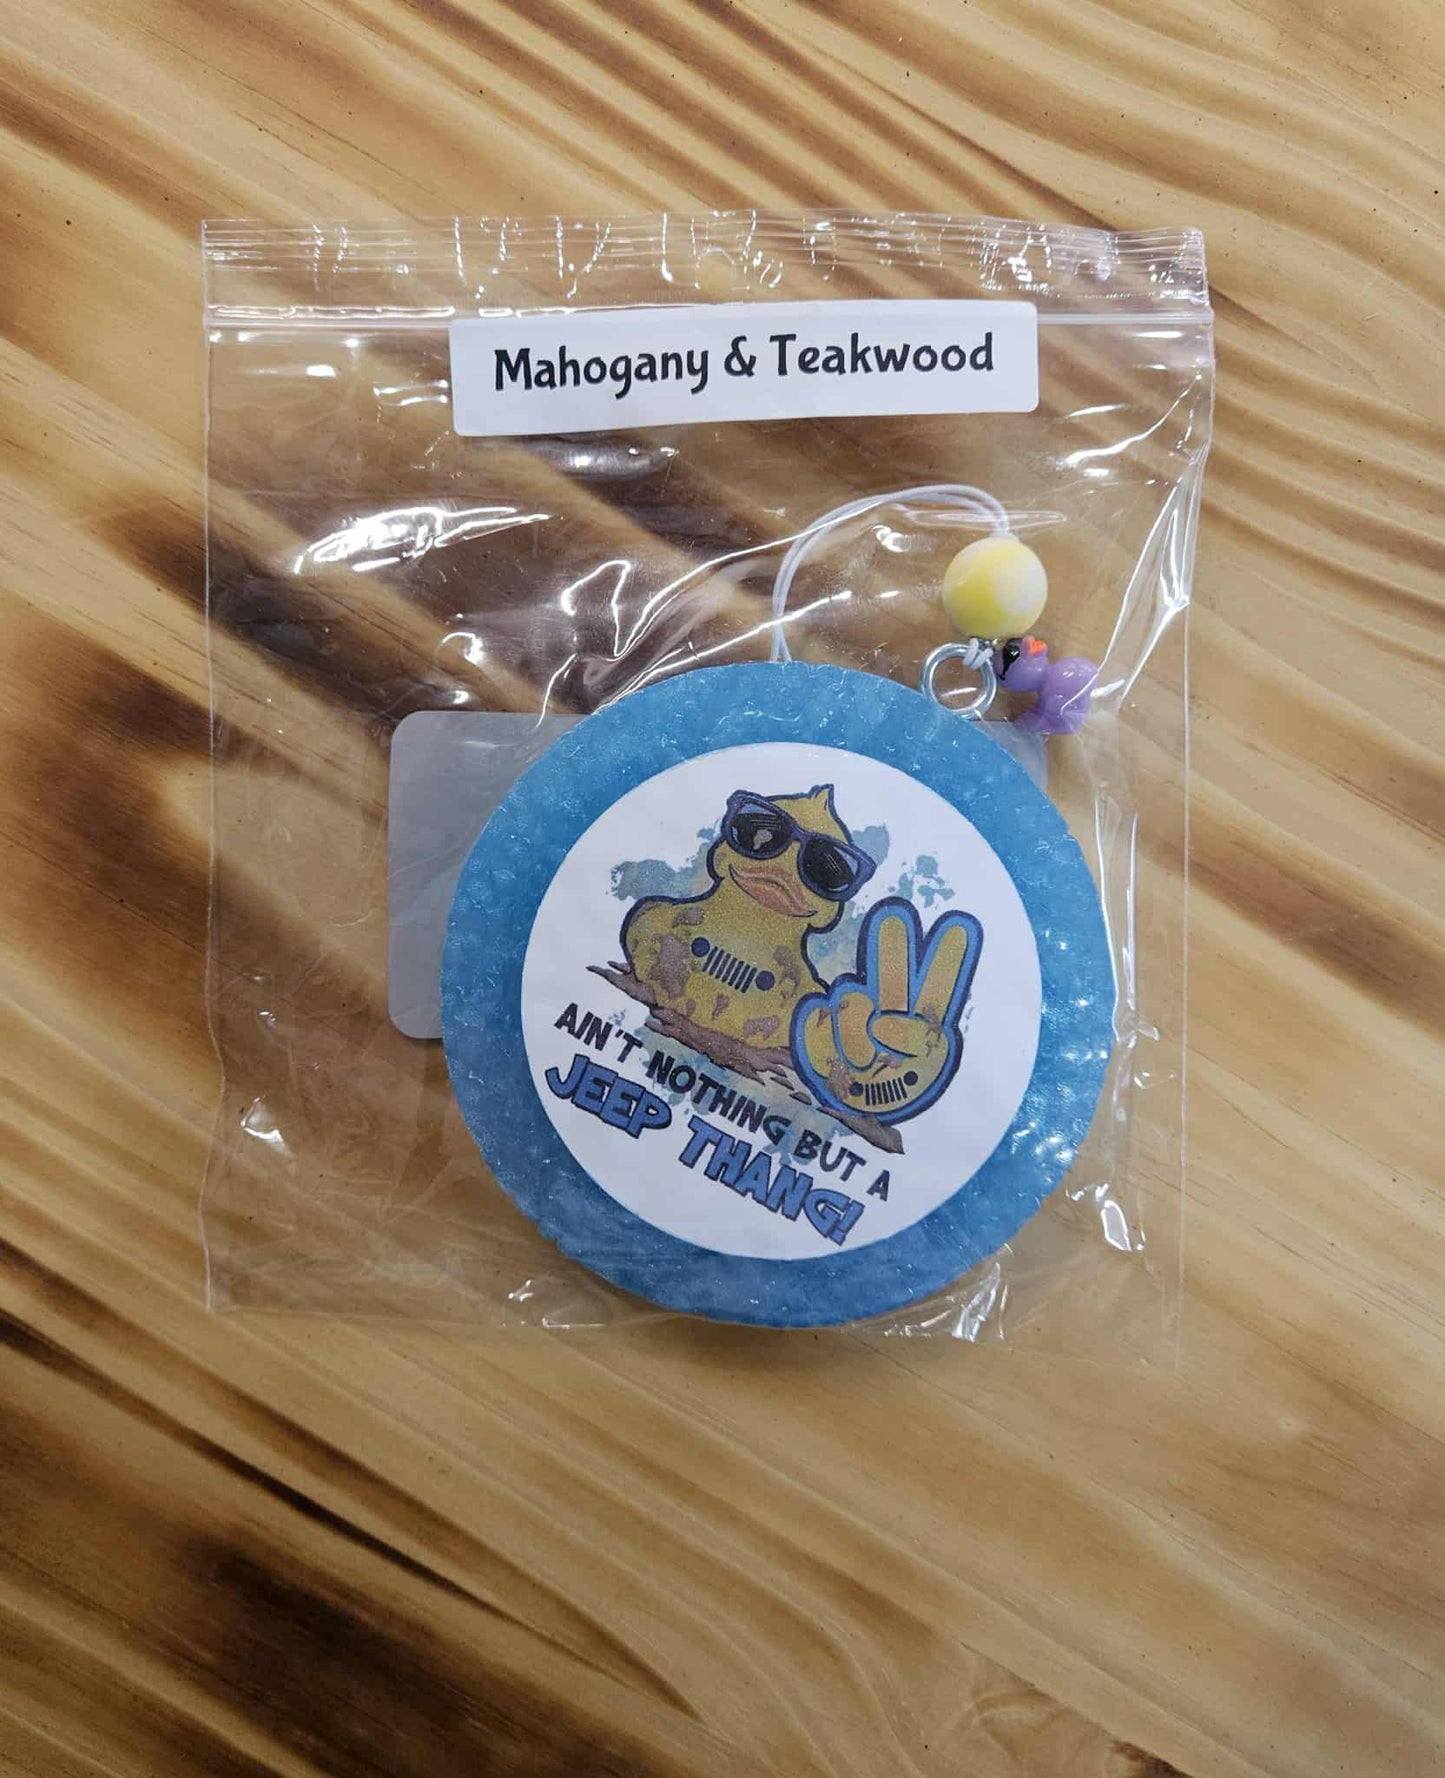 Mahogany & Teakwood
AIN'T NOTHING BUT A
JEEP THANG!